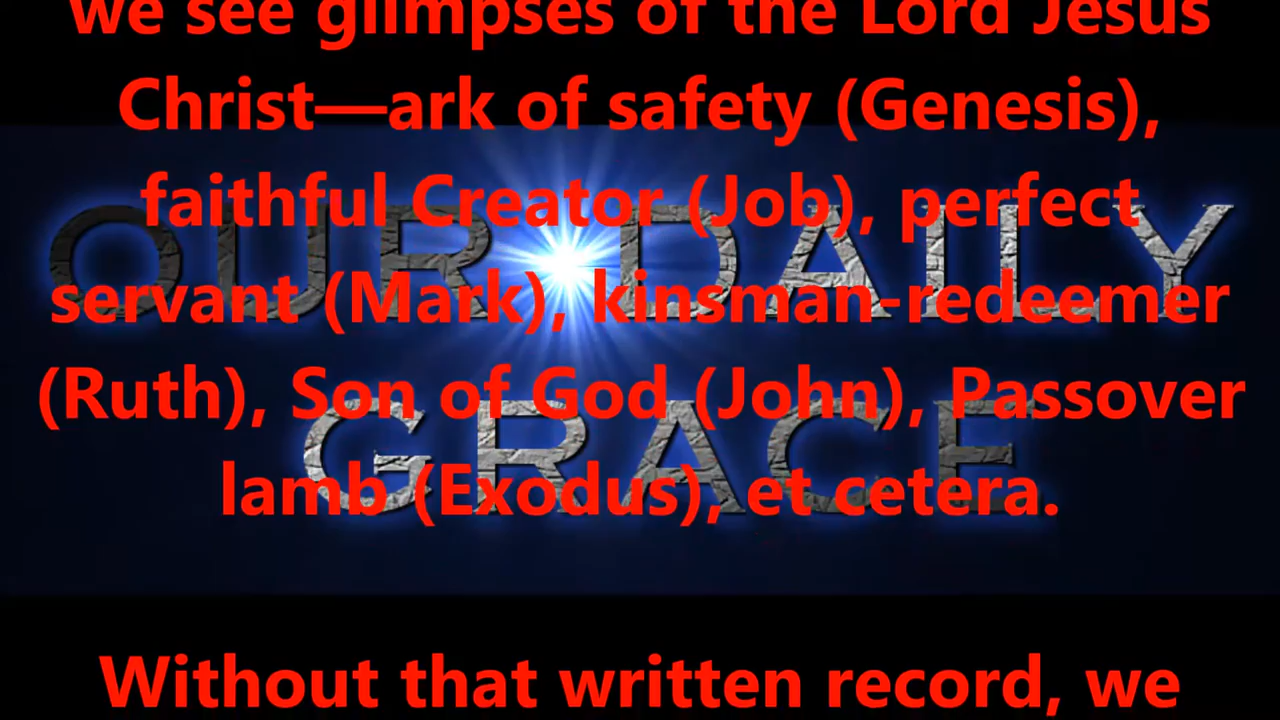 we see glimpses of the Lord Jesus
Christ—ark of safety (Genesis),
faithful Creator (Job), perfect
OUR DAILY
servant (Mark), kinsman-redeemer
(Ruth), Son of God (John), Passover
GRACE
lamb (Exodus), et cetera.
Without that written record, we